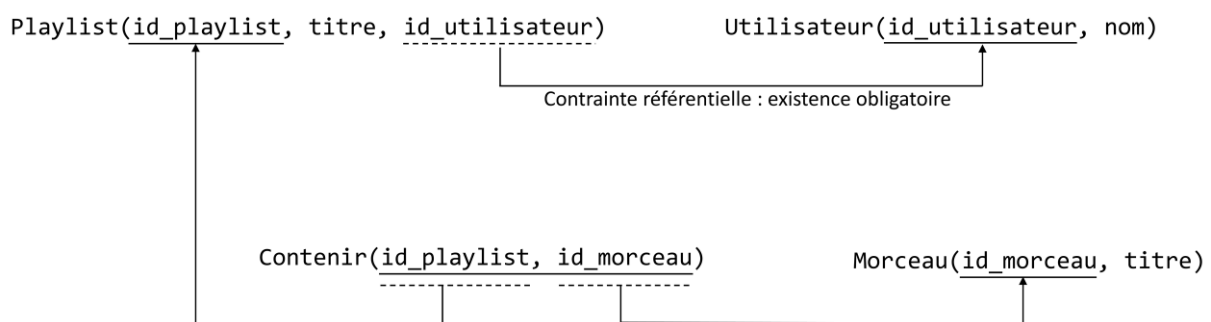 Playlist(id_playlist, titre, id_utilisateur)
Utilisateur(id_utilisateur, nom)
Contrainte référentielle : existence obligatoire
Contenir(id_playlist, id_morceau)
Morceau(id_morceau, titre)